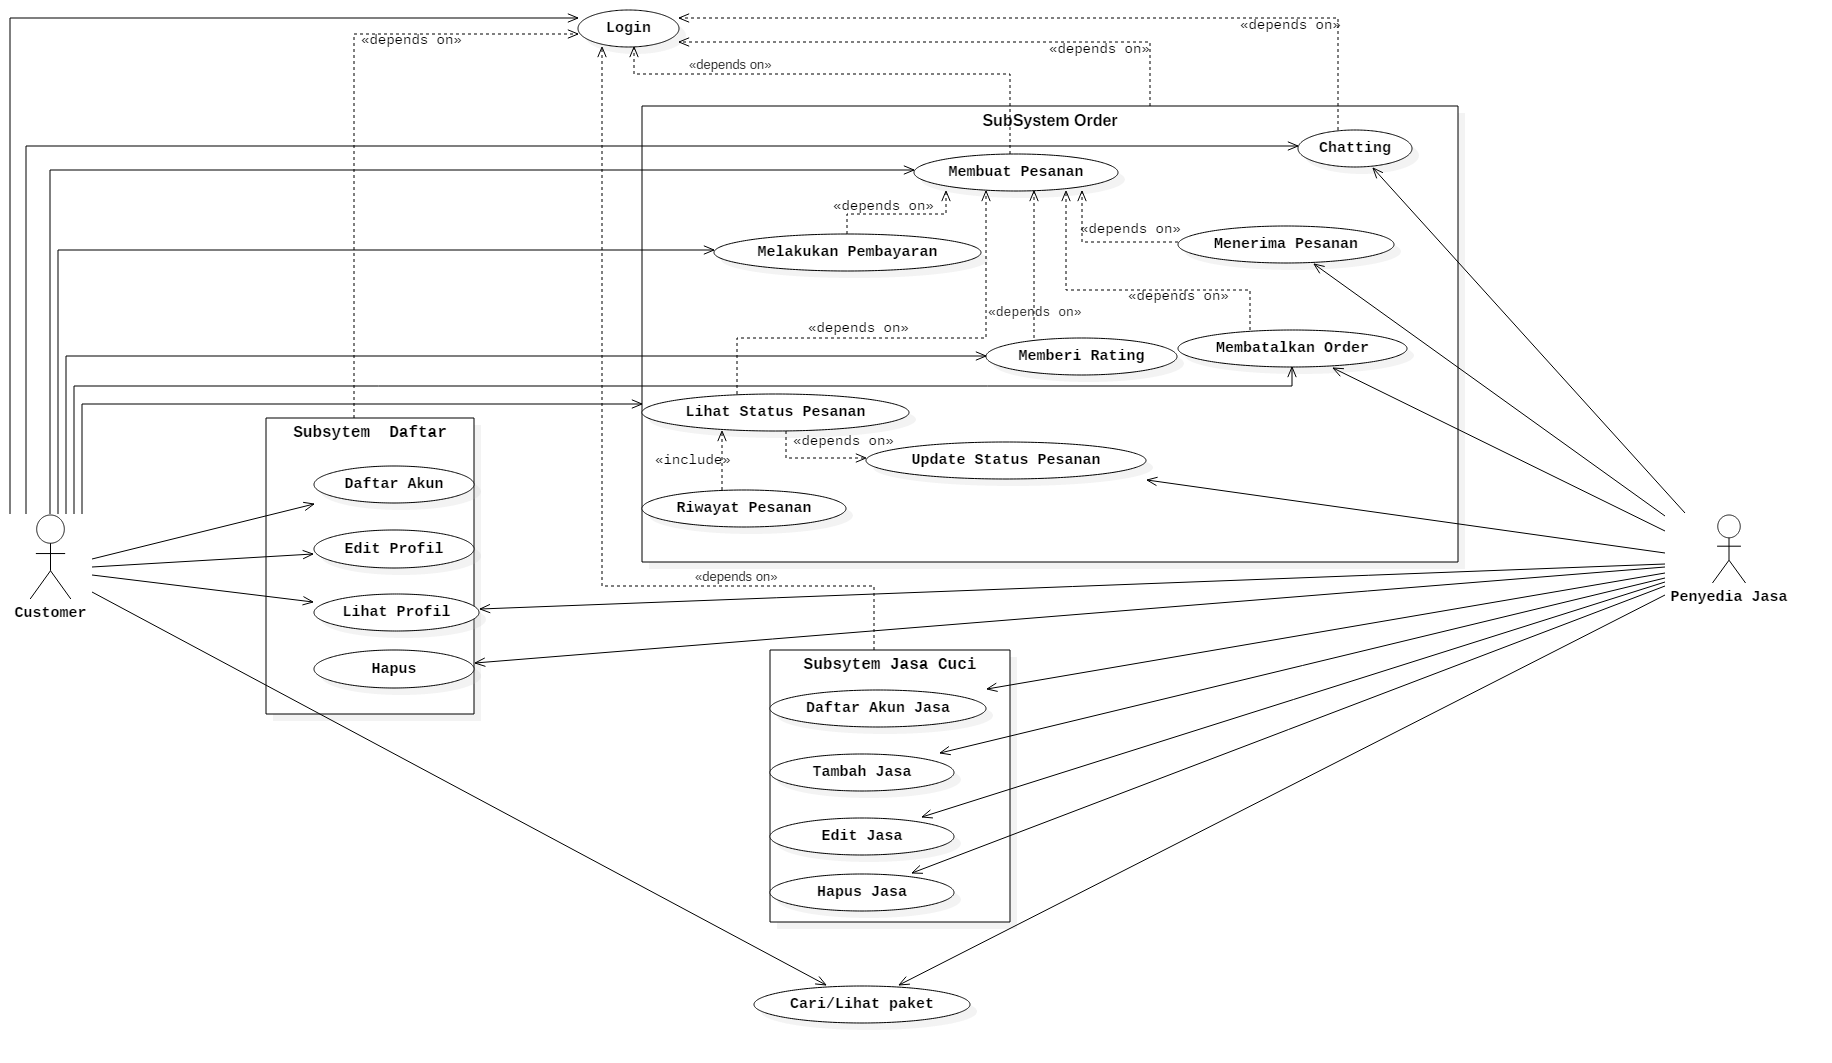 Login
«depends on»
«depends on»
«depends on»
«depends on»
SubSystem Order
Chatting
Membuat Pesanan
«depends on»
«depends on»
Melakukan Pembayaran
Menerima Pesanan
«depends on»
«depends on»
«depends on»
Memberi Rating
Membatalkan Order
Lihat Status Pesanan
«depends on»
«include»
Update Status Pesanan
Riwayat Pesanan
Subsytem  Daftar
Daftar Akun
Edit Profil
Lihat Profil
Hapus
Customer
Penyedia Jasa
«depends on»
Subsytem Jasa Cuci
Daftar Akun Jasa
Tambah Jasa
Edit Jasa
Hapus Jasa
Cari/Lihat paket